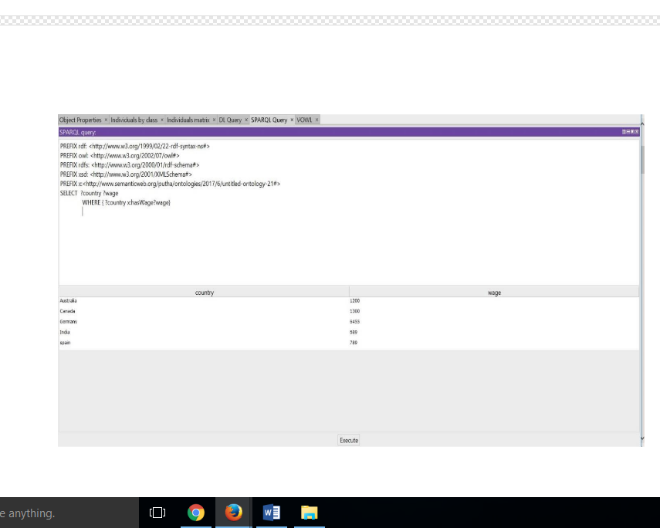 Object Properties × Individuals by class × Individuals matrix × DL Query × SPARQL Query × VOWL ×
SPARQL query:
PREFIX rdf: <http://www.w3.org/1999/02/22-rdf-syntax-ns#>
PREFIX owl: <http://www.w3.org/2002/07/owl#>
PREFIX rdfs: <http://www.w3.org/2000/01/rdf-schema#>
PREFIX xsd: <http://www.w3.org/2001/XMLSchema#>
PREFIX x:<http://www.semanticweb.org/putha/ontologies/2017/6/untitled-ontology-21#>
SELECT ?country ?wage
WHERE { ?country x:hasWage?wage}
country wage
Australia 1200
Canada 1300
Germany
India
Execute
e anything.